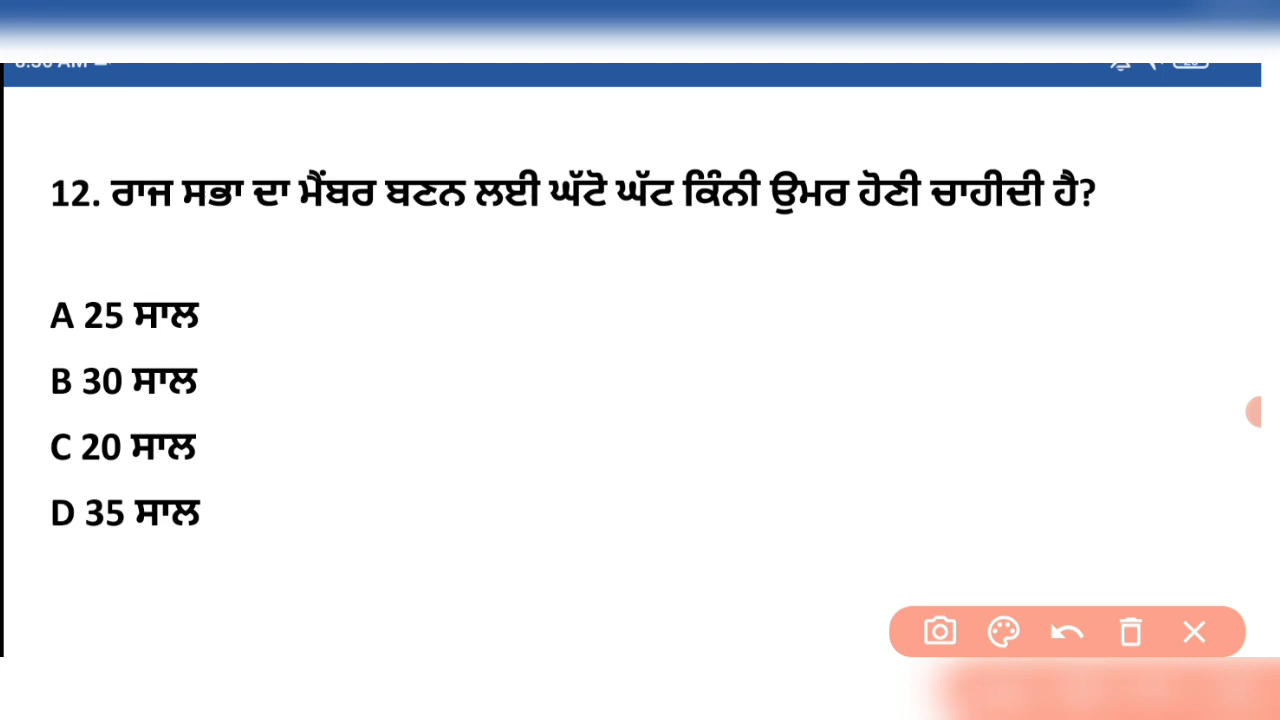 12. ਰਾਜ ਸਭਾ ਦਾ ਮੈਂਬਰ ਬਣਨ ਲਈ ਘੱਟੋ ਘੱਟ ਕਿੰਨੀ ਉਮਰ ਹੋਣੀ ਚਾਹੀਦੀ ਹੈ?
A 25 ਸਾਲ
B 30 ਸਾਲ
C 20 ਸਾਲ
D 35 ਸਾਲ